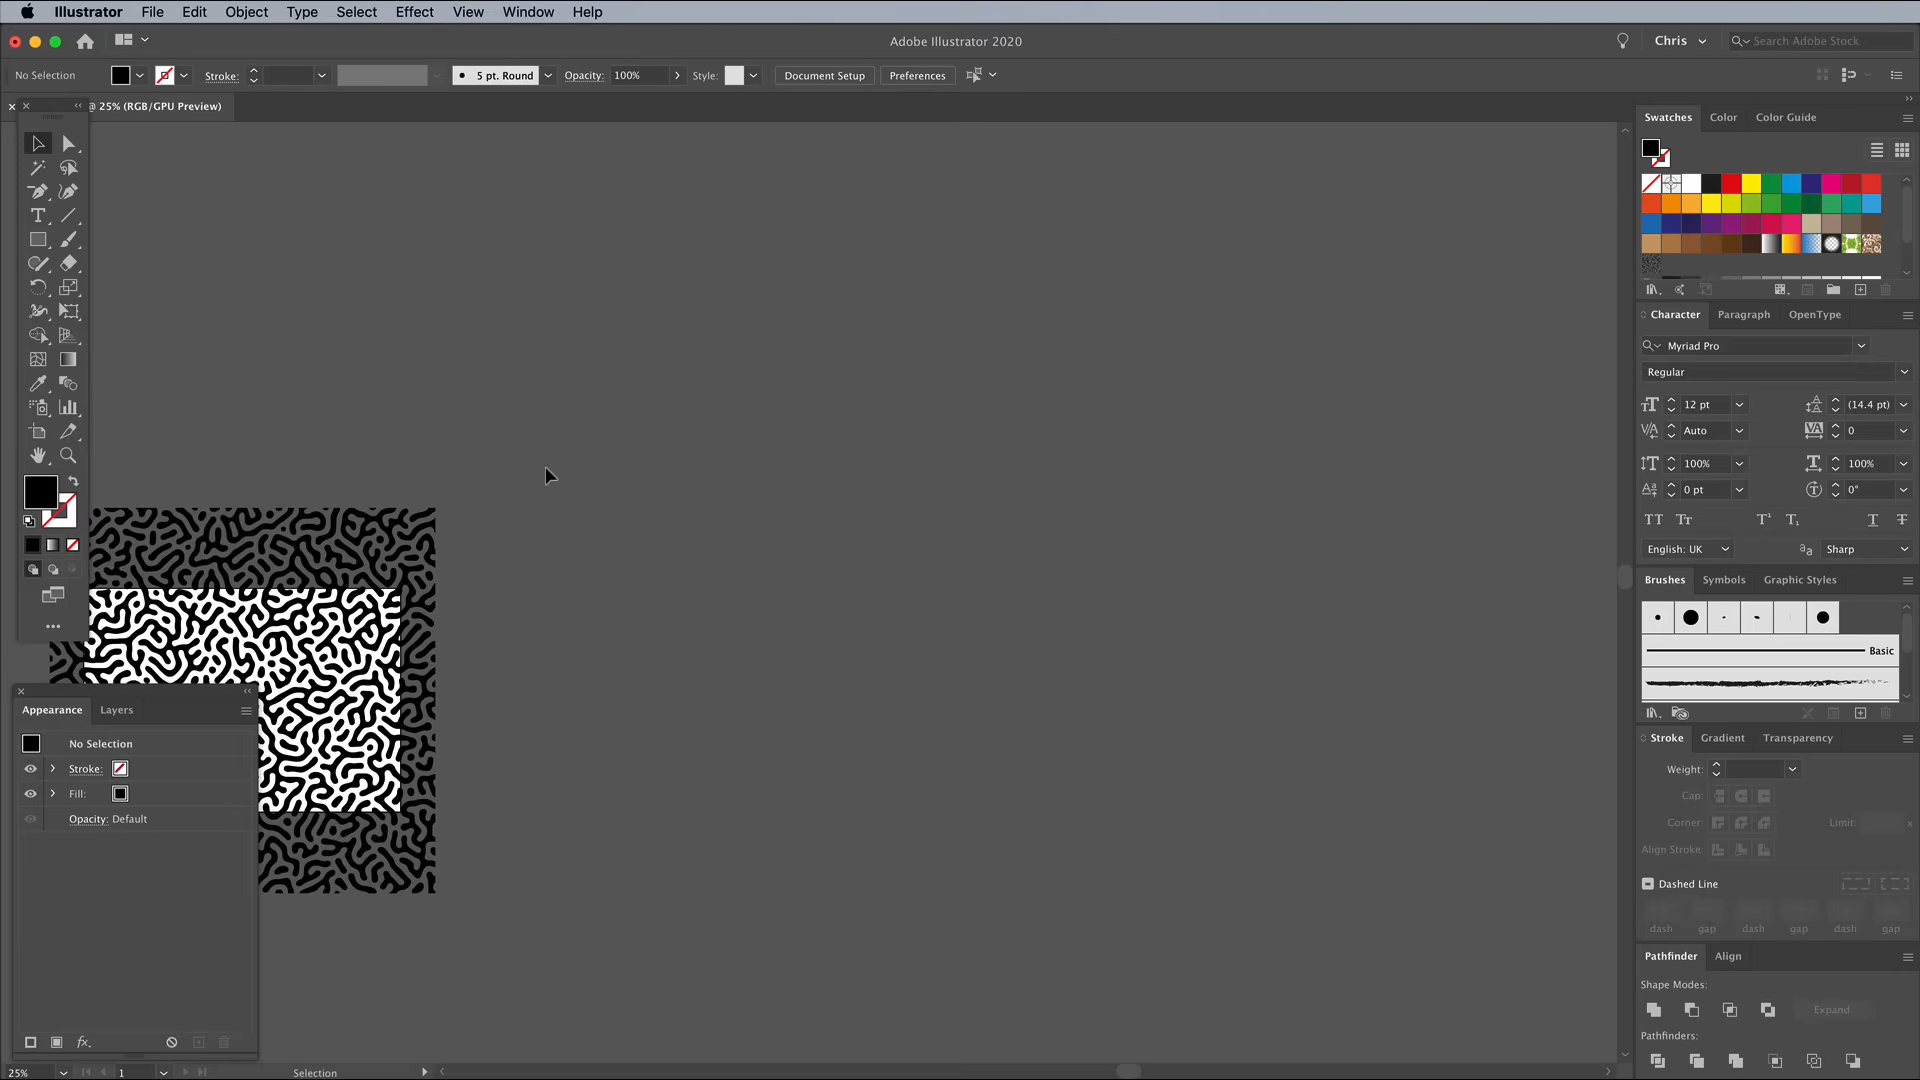 Illustrator File Edit Object Type Select Effect View Window Help
Adobe Illustrator 2020
Chris
Search Adobe Stock
No Selection
Stroke:
5 pt. Round
Opacity: 100%
Style:
Document Setup
Preferences
@ 25% (RGB/GPU Preview)
Swatches Color Color Guide
Character Paragraph OpenType
Myriad Pro
Regular
12 pt
(14.4 pt)
Auto
0
100%
100%
0 pt
0°
English: UK
Sharp
Brushes Symbols Graphic Styles
Basic
Stroke Gradient Transparency
Weight:
Cap:
Corner:
Limit:
Align Stroke:
Dashed Line
dash gap dash gap dash gap
Pathfinder Align
Shape Modes:
Expand
Pathfinders:
Appearance Layers
No Selection
Stroke:
Fill:
Opacity: Default
fx.
25%
1
Selection